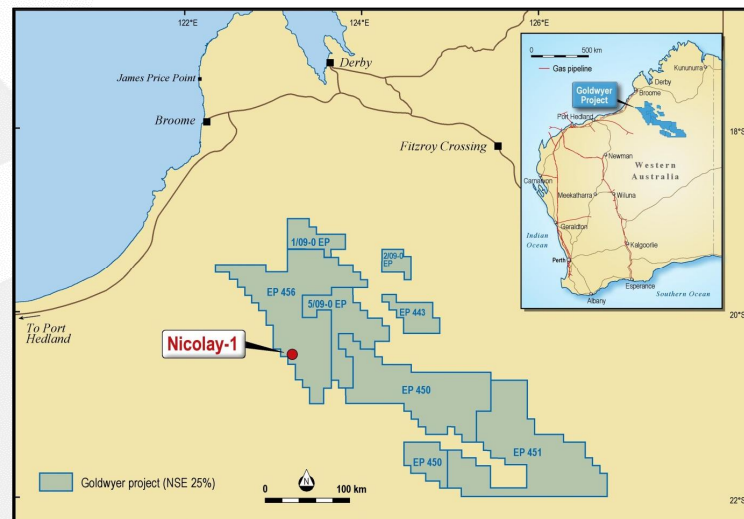 122°E
124°E
126°E
Derby
James Price Point
Broome
Fitzroy Crossing
18°S
1/09-0 EP
2/09-0
EP
EP 456
5/09-0 EP
EP 443
20°S
To Port
Hedland
Nicolay-1
EP 450
EP 450
EP 451
Goldwyer project (NSE 25%)
N
0
100 km
22°S
0
500 km
Gas pipeline
Kununurra
Derby
Broome
Goldwyer
Project
Port Hedland
Newman
Western
Australia
Carnarvon
Meekatharra
Wiluna
Geraldton
Indian
Ocean
Kalgoorlie
Perth
Esperance
Albany
Southern Ocean